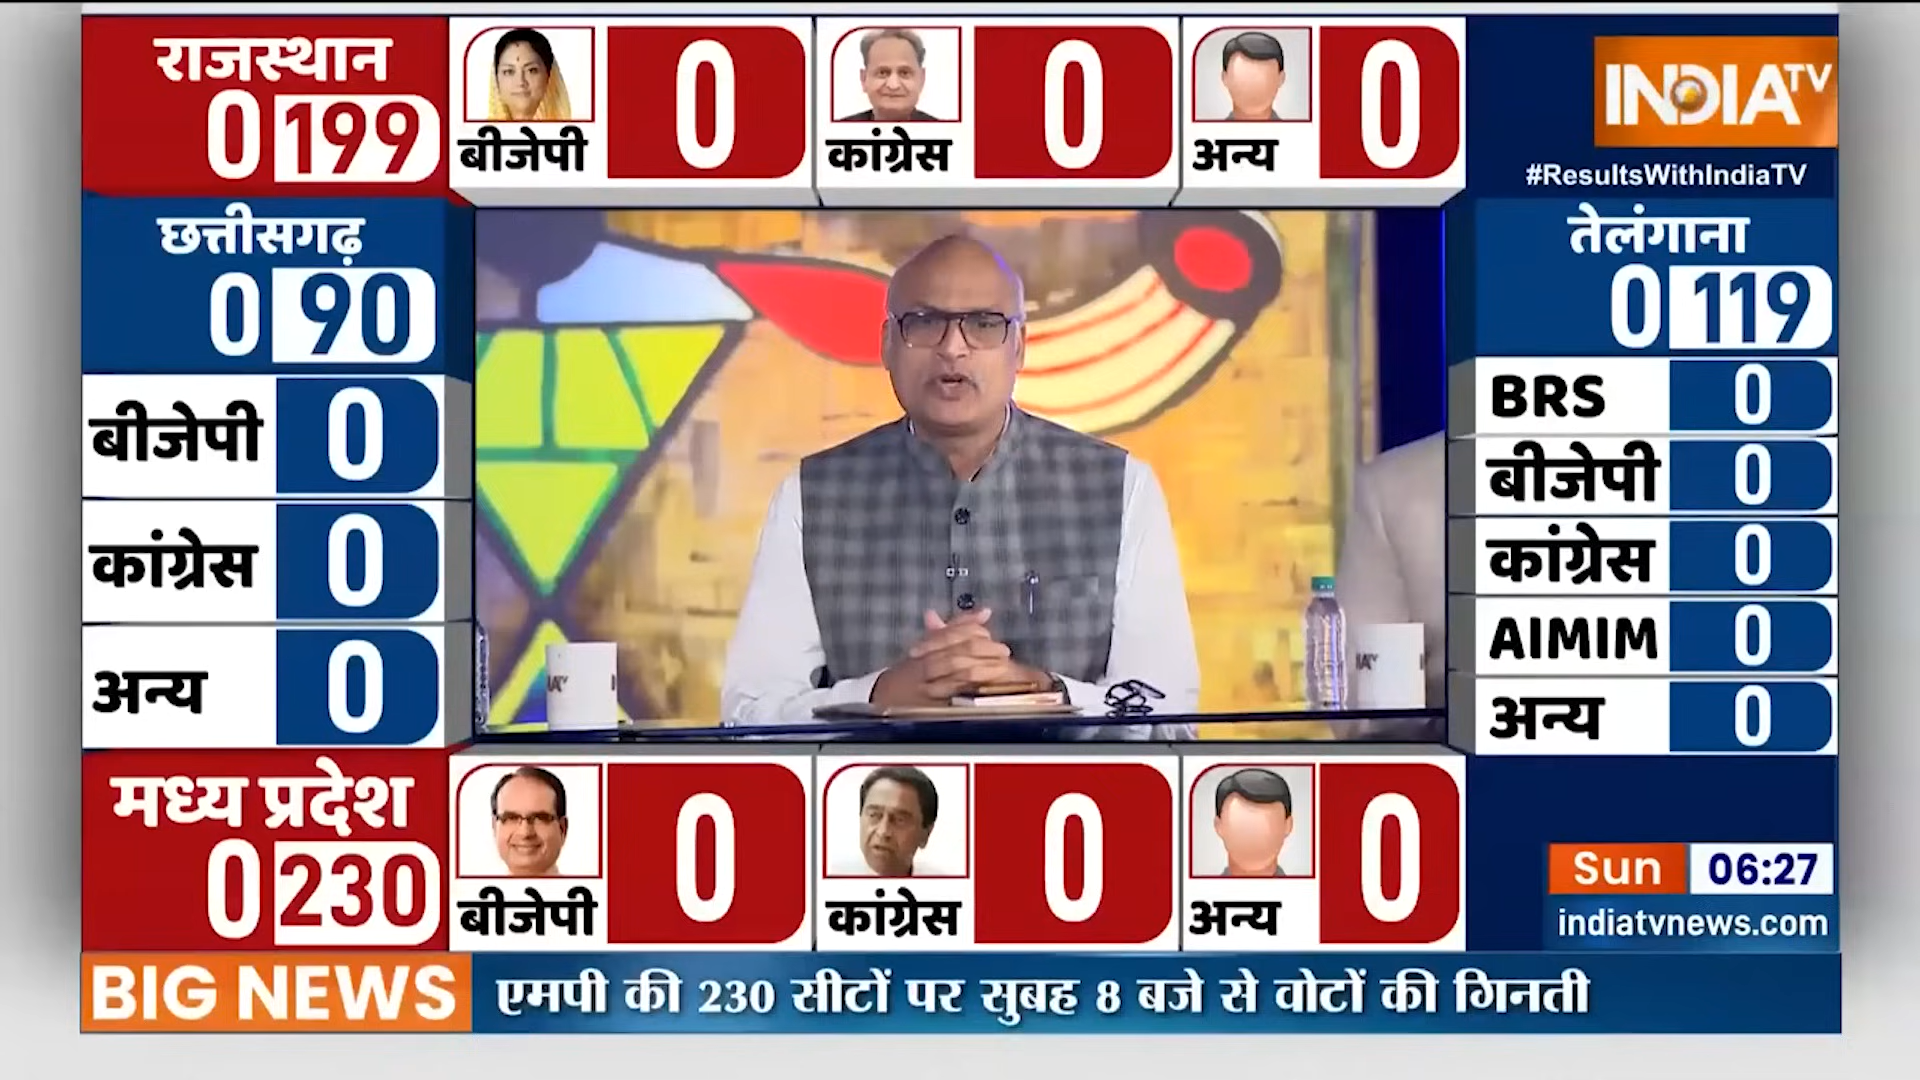 राजस्थान
0 199
बीजेपी 0
कांग्रेस 0
अन्य 0
INDIA TV
#ResultsWithIndiaTV
छत्तीसगढ़
0 90
बीजेपी 0
कांग्रेस 0
अन्य 0
तेलंगाना
0 119
BRS 0
बीजेपी 0
कांग्रेस 0
AIMIM 0
अन्य 0
मध्य प्रदेश
0 230
बीजेपी 0
कांग्रेस 0
अन्य 0
Sun 06:27
indiatvnews.com
BIG NEWS एमपी की 230 सीटों पर सुबह 8 बजे से वोटों की गिनती